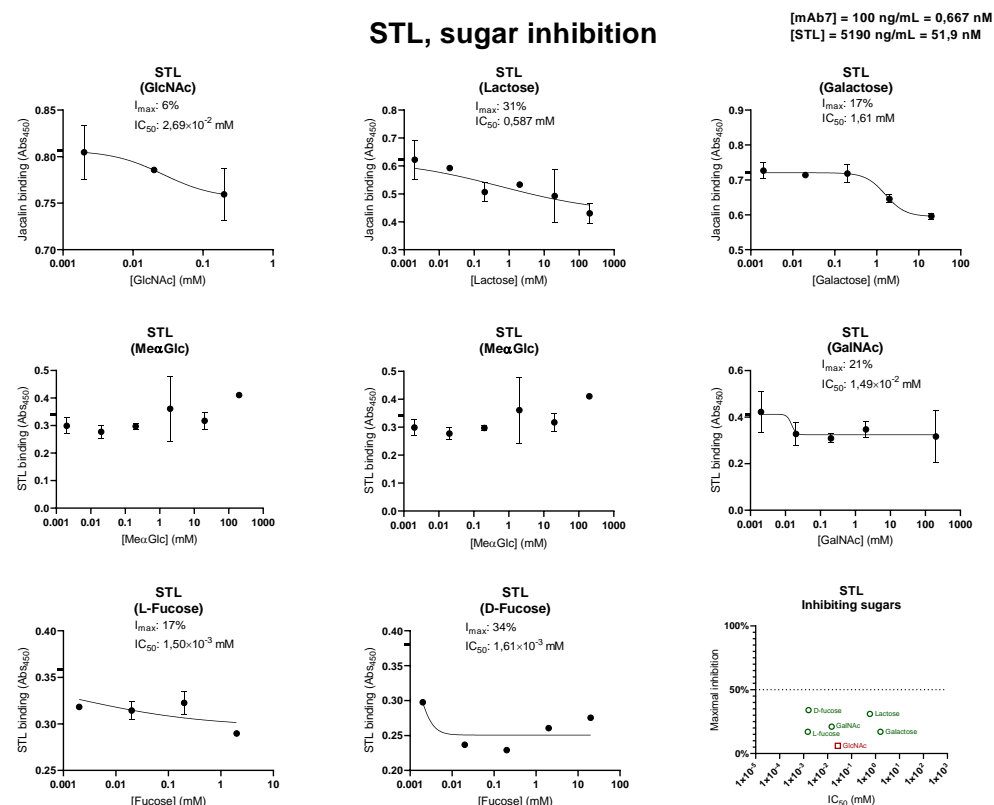 STL, sugar inhibition
[mAb7] = 100 ng/mL = 0,667 nM
[STL] = 5190 ng/mL = 51,9 nM
STL
(GlcNAc)
Imax: 6%
IC50: 2,69×10-2 mM
Jacalin binding (Abs450)
0.85
0.80
0.75
0.70
0.001 0.01 0.1 1
[GlcNAc] (mM)
STL
(Lactose)
Imax: 31%
IC50: 0,587 mM
Jacalin binding (Abs450)
0.8
0.7
0.6
0.5
0.4
0.3
0.001 0.01 0.1 1 10 100 1000
[Lactose] (mM)
STL
(Galactose)
Imax: 17%
IC50: 1,61 mM
Jacalin binding (Abs450)
0.9
0.8
0.7
0.6
0.5
0.001 0.01 0.1 1 10 100
[Galactose] (mM)
STL
(MeαGlc)
STL binding (Abs450)
0.5
0.4
0.3
0.2
0.1
0.0
0.001 0.01 0.1 1 10 100 1000
[MeαGlc] (mM)
STL
(MeαGlc)
STL binding (Abs450)
0.5
0.4
0.3
0.2
0.1
0.0
0.001 0.01 0.1 1 10 100 1000
[MeαGlc] (mM)
STL
(GalNAc)
Imax: 21%
IC50: 1,49×10-2 mM
STL binding (Abs450)
0.6
0.4
0.2
0.0
0.001 0.01 0.1 1 10 100 1000
[GalNAc] (mM)
STL
(L-Fucose)
Imax: 17%
IC50: 1,50×10-3 mM
STL binding (Abs450)
0.40
0.35
0.30
0.25
0.001 0.01 0.1 1 10
[Fucose] (mM)
STL
(D-Fucose)
Imax: 34%
IC50: 1,61×10-3 mM
STL binding (Abs450)
0.40
0.35
0.30
0.25
0.20
0.001 0.01 0.1 1 10 100
[Fucose] (mM)
STL
Inhibiting sugars
Maximal inhibition
100%
50%
0%
D-fucose
Lactose
GalNAc
L-fucose
Galactose
GlcNAc
1×10-5 1×10-4 1×10-3 1×10-2 1×10-1 1×100 1×101 1×102 1×103
IC50 (mM)